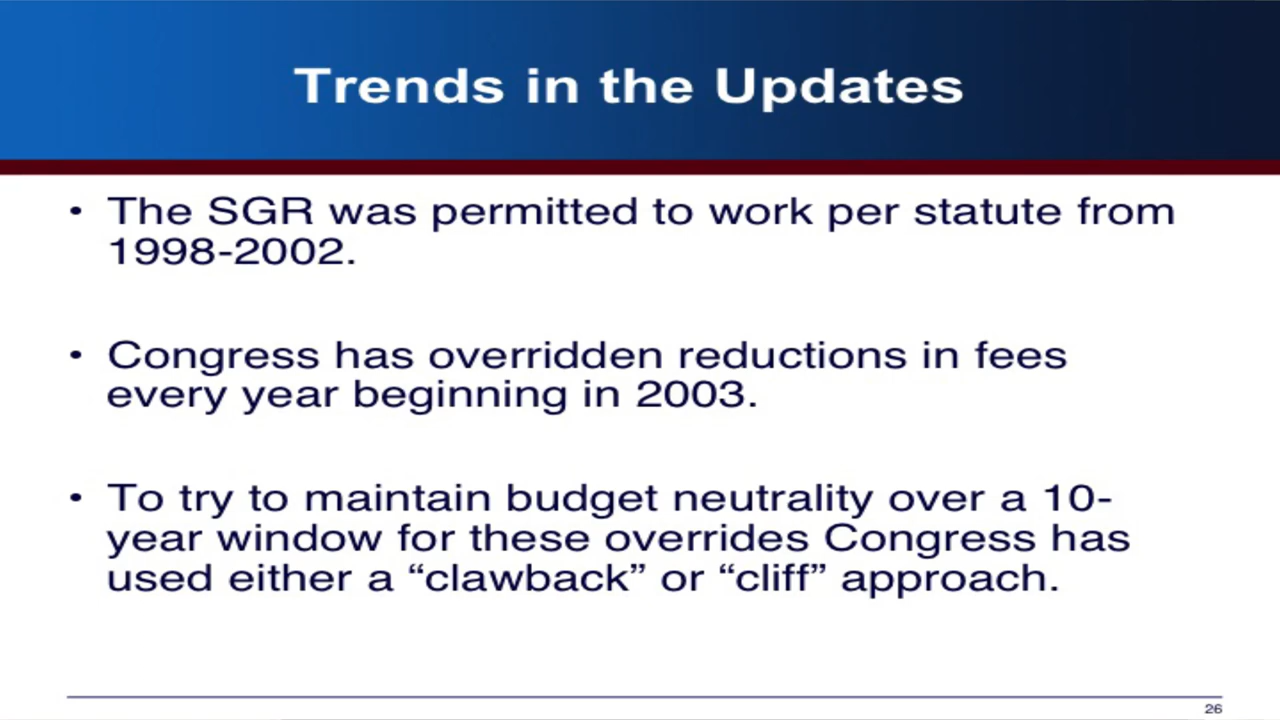 Trends in the Updates
• The SGR was permitted to work per statute from
1998-2002.
• Congress has overridden reductions in fees
every year beginning in 2003.
• To try to maintain budget neutrality over a 10-
year window for these overrides Congress has
used either a “clawback” or “cliff” approach.
26